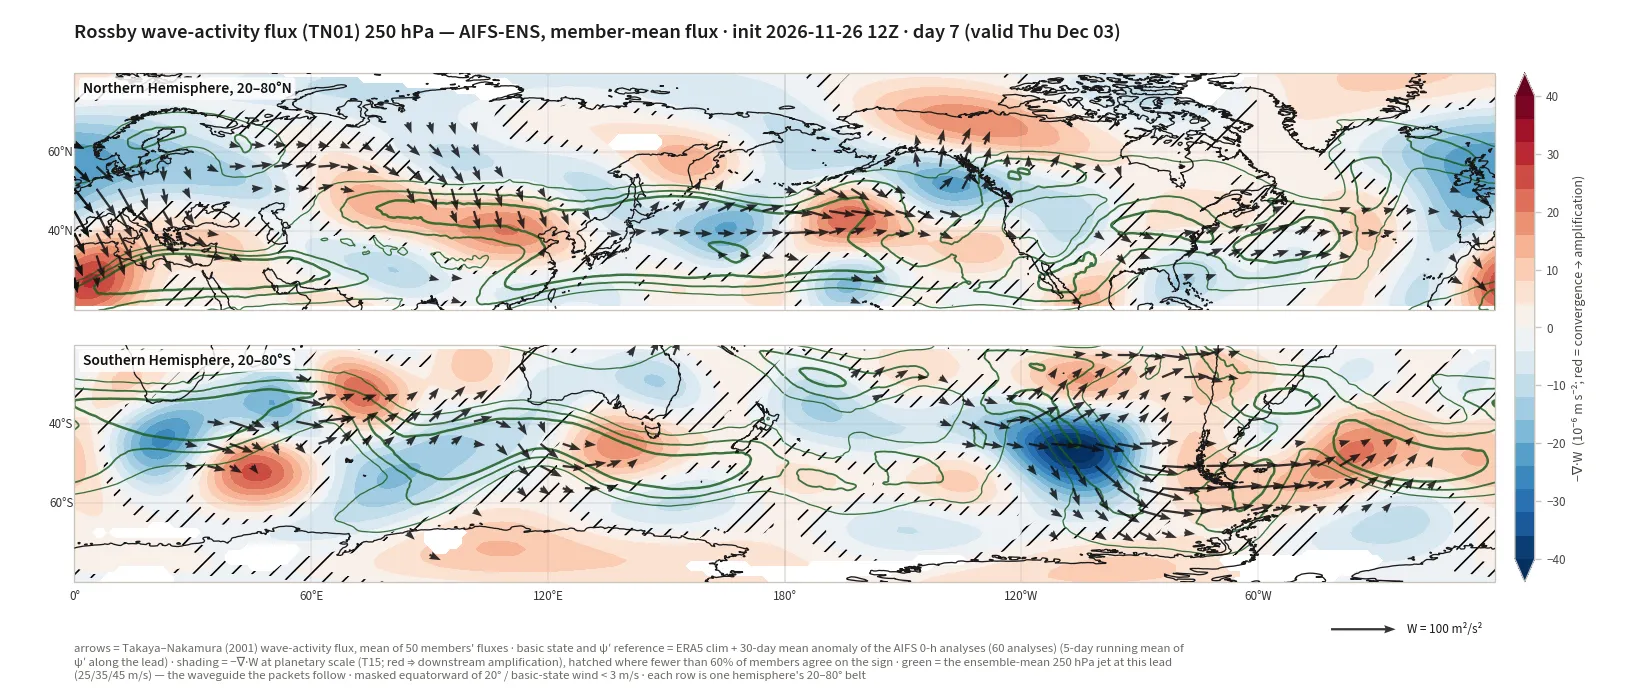 Rossby wave-activity flux (TN01) 250 hPa — AIFS-ENS, member-mean flux · init 2026-11-26 12Z · day 7 (valid Thu Dec 03)
Northern Hemisphere, 20–80°N
60°N
40°N
Southern Hemisphere, 20–80°S
40°S
60°S
0°
60°E
120°E
180°
120°W
60°W
40
30
20
10
0
−10
−20
−30
−40
−∇·W (10⁻⁶ m s⁻²; red = convergence → amplification)
W = 100 m²/s²
arrows = Takaya–Nakamura (2001) wave-activity flux, mean of 50 members' fluxes · basic state and ψ' reference = ERA5 clim + 30-day mean anomaly of the AIFS 0-h analyses (60 analyses) (5-day running mean of
ψ' along the lead) · shading = −∇·W at planetary scale (T15; red ⇒ downstream amplification), hatched where fewer than 60% of members agree on the sign · green = the ensemble-mean 250 hPa jet at this lead
(25/35/45 m/s) — the waveguide the packets follow · masked equatorward of 20° / basic-state wind < 3 m/s · each row is one hemisphere's 20–80° belt